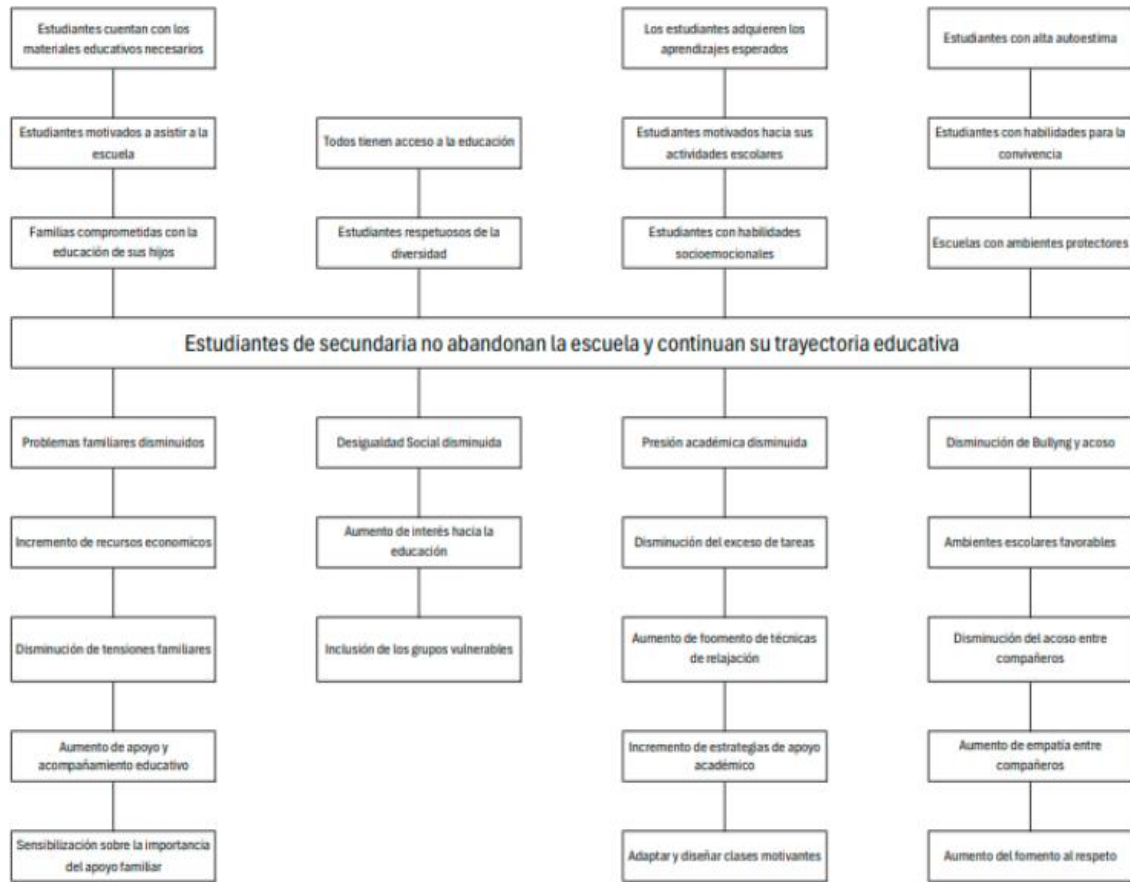 Estudiantes cuentan con los
materiales educativos necesarios
Los estudiantes adquieren los
aprendizajes esperados
Estudiantes con alta autoestima
Estudiantes motivados a asistir a la
escuela
Todos tienen acceso a la educación
Estudiantes motivados hacia sus
actividades escolares
Estudiantes con habilidades para la
convivencia
Familias comprometidas con la
educación de sus hijos
Estudiantes respetuosos de la
diversidad
Estudiantes con habilidades
socioemocionales
Escuelas con ambientes protectores
Estudiantes de secundaria no abandonan la escuela y continuan su trayectoria educativa
Problemas familiares disminuidos
Desigualdad Social disminuida
Presión académica disminuida
Disminución de Bullyng y acoso
Incremento de recursos economicos
Aumento de interés hacia la
educación
Disminución del exceso de tareas
Ambientes escolares favorables
Disminución de tensiones familiares
Inclusión de los grupos vulnerables
Aumento de foomento de técnicas
de relajación
Disminución del acoso entre
compañeros
Aumento de apoyo y
acompañamiento educativo
Incremento de estrategias de apoyo
académico
Aumento de empatía entre
compañeros
Sensibilización sobre la importancia
del apoyo familiar
Adaptar y diseñar clases motivantes
Aumento del fomento al respeto